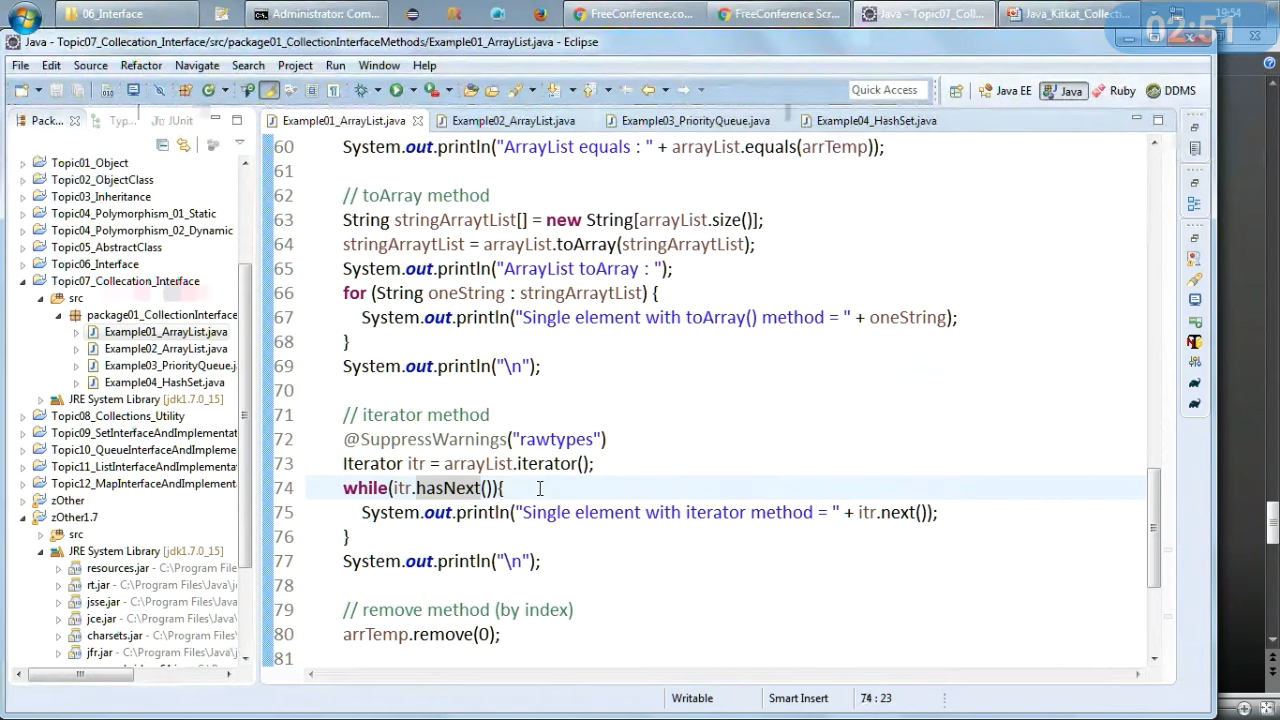 06_Interface
Administrator: Com...
FreeConference.co...
FreeConference Scr...
Java - Topic07_Coll...
Java_Kitkat_Collecti...
19:54
02:51
Java - Topic07_Collecation_Interface/src/package01_CollectionInterfaceMethods/Example01_ArrayList.java - Eclipse
File Edit Source Refactor Navigate Search Project Run Window Help
Quick Access
Java EE
Java
Ruby
DDMS
Pack...
Typ...
JUnit
Example01_ArrayList.java
Example02_ArrayList.java
Example03_PriorityQueue.java
Example04_HashSet.java
Topic01_Object
Topic02_ObjectClass
Topic03_Inheritance
Topic04_Polymorphism_01_Static
Topic04_Polymorphism_02_Dynamic
Topic05_AbstractClass
Topic06_Interface
Topic07_Collecation_Interface
src
package01_CollectionInterface
Example01_ArrayList.java
Example02_ArrayList.java
Example03_PriorityQueue.j
Example04_HashSet.java
JRE System Library [jdk1.7.0_15]
Topic08_Collections_Utility
Topic09_SetInterfaceAndImplementat
Topic10_QueueInterfaceAndImpleme
Topic11_ListInterfaceAndImplementat
Topic12_MapInterfaceAndImplement
zOther
zOther1.7
src
JRE System Library [jdk1.7.0_15]
resources.jar - C:\Program Files
rt.jar - C:\Program Files\Java\j
jsse.jar - C:\Program Files\Java
jce.jar - C:\Program Files\Java\
charsets.jar - C:\Program Files
jfr.jar - C:\Program Files\Java\
60 System.out.println("ArrayList equals : " + arrayList.equals(arrTemp));
61
62 // toArray method
63 String stringArraytList[] = new String[arrayList.size()];
64 stringArraytList = arrayList.toArray(stringArraytList);
65 System.out.println("ArrayList toArray : ");
66 for (String oneString : stringArraytList) {
67 System.out.println("Single element with toArray() method = " + oneString);
68 }
69 System.out.println("\n");
70
71 // iterator method
72 @SuppressWarnings("rawtypes")
73 Iterator itr = arrayList.iterator();
74 while(itr.hasNext()){
75 System.out.println("Single element with iterator method = " + itr.next());
76 }
77 System.out.println("\n");
78
79 // remove method (by index)
80 arrTemp.remove(0);
81
Writable
Smart Insert
74 : 23